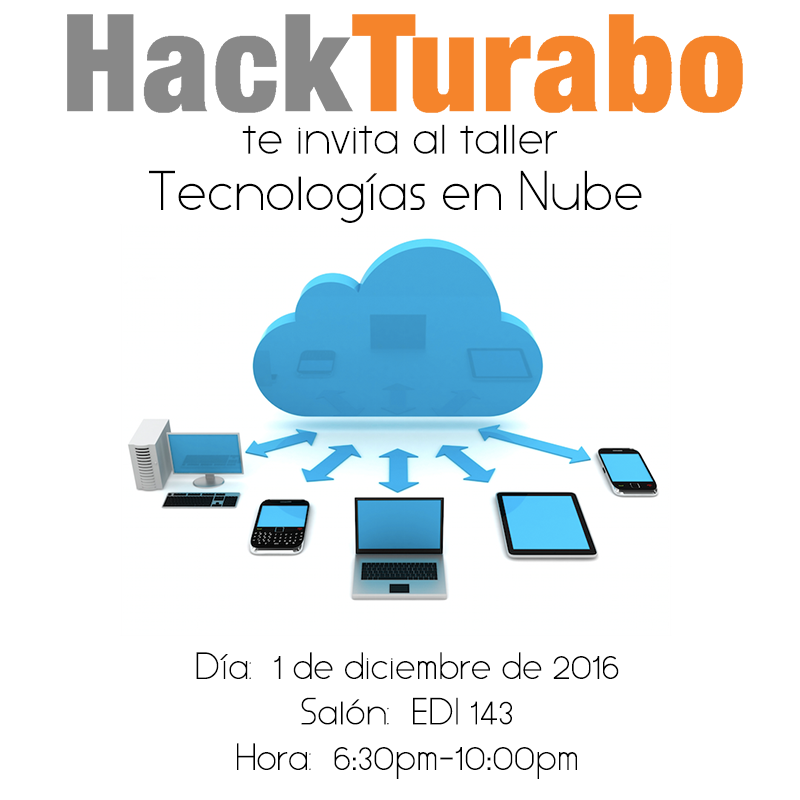 HackTurabo
te invita al taller
Tecnologías en Nube
Día: 1 de diciembre de 2016
Salón: EDI 143
Hora: 6:30pm-10:00pm